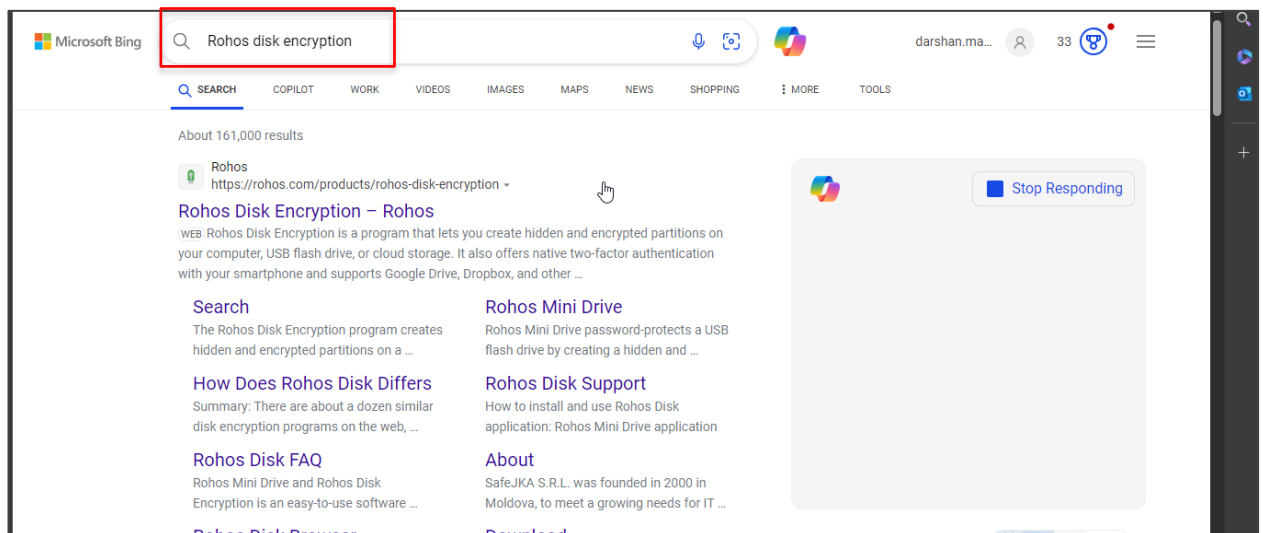 Microsoft Bing
Rohos disk encryption
darshan.ma...
33
SEARCH COPILOT WORK VIDEOS IMAGES MAPS NEWS SHOPPING MORE TOOLS
About 161,000 results
Rohos
https://rohos.com/products/rohos-disk-encryption
Rohos Disk Encryption – Rohos
WEB Rohos Disk Encryption is a program that lets you create hidden and encrypted partitions on
your computer, USB flash drive, or cloud storage. It also offers native two-factor authentication
with your smartphone and supports Google Drive, Dropbox, and other ...
Search
The Rohos Disk Encryption program creates
hidden and encrypted partitions on a ...
Rohos Mini Drive
Rohos Mini Drive password-protects a USB
flash drive by creating a hidden and ...
How Does Rohos Disk Differs
Summary: There are about a dozen similar
disk encryption programs on the web, ...
Rohos Disk Support
How to install and use Rohos Disk
application: Rohos Mini Drive application
Rohos Disk FAQ
Rohos Mini Drive and Rohos Disk
Encryption is an easy-to-use software ...
About
SafeJKA S.R.L. was founded in 2000 in
Moldova, to meet a growing needs for IT ...
Rohos Disk Browser
Download
Stop Responding